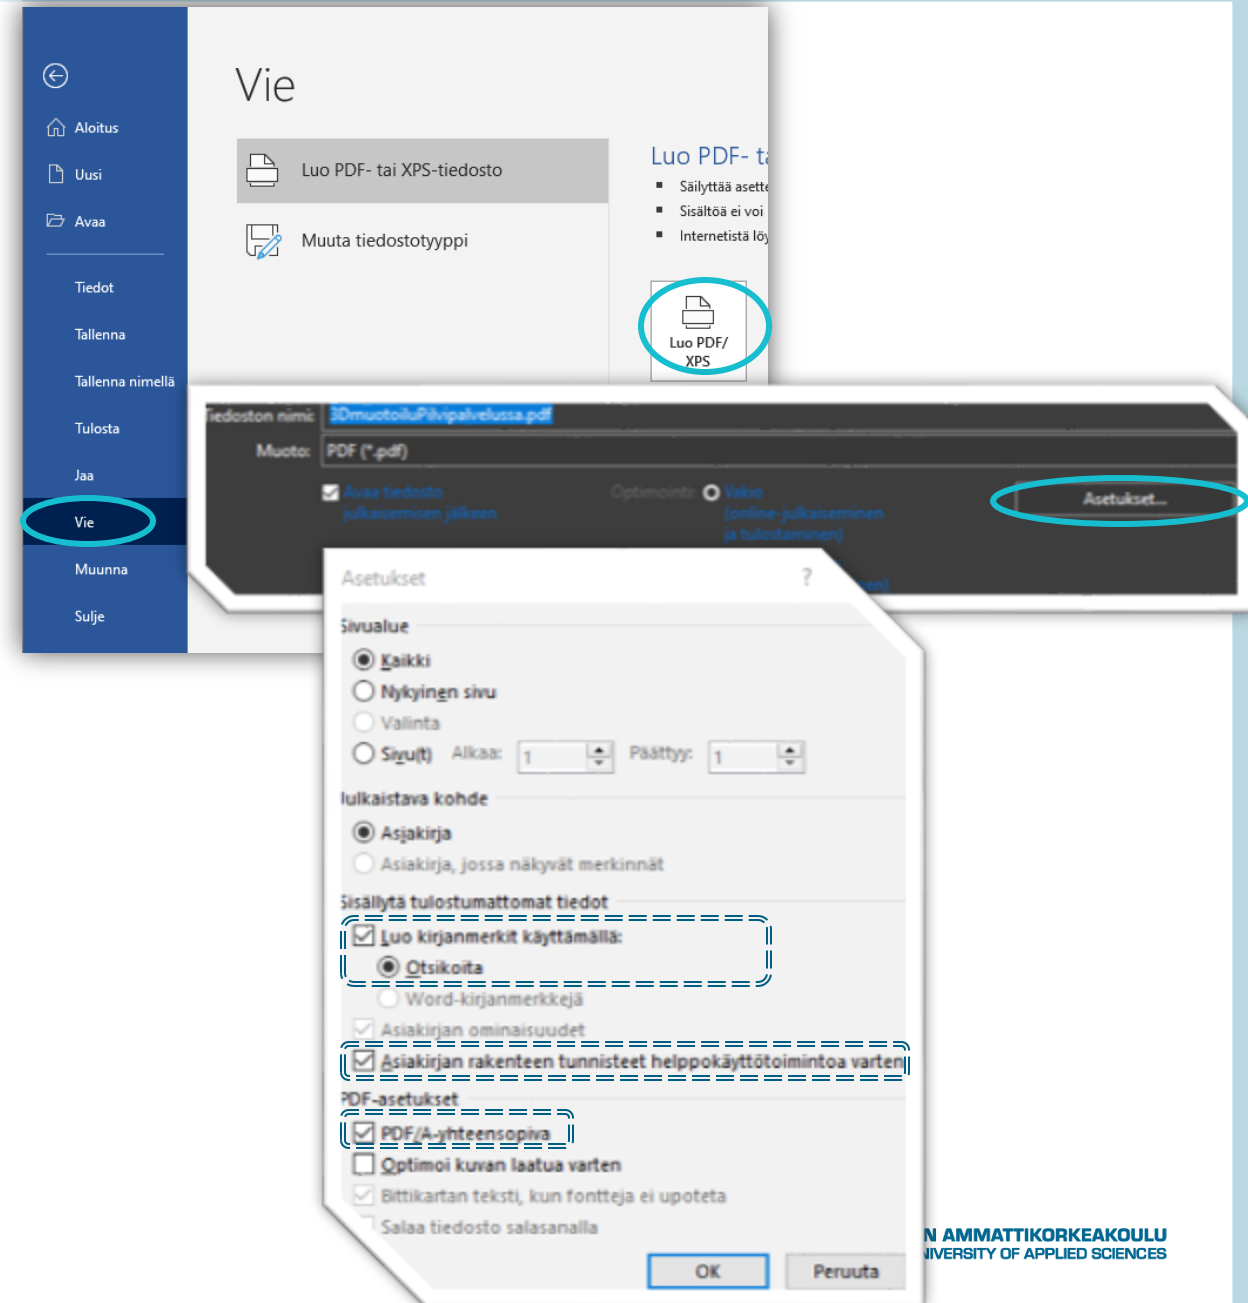 Vie
Aloitus
Uusi
Avaa
Tiedot
Tallenna
Tallenna nimellä
Tulosta
Jaa
Vie
Muunna
Sulje
Luo PDF- tai XPS-tiedosto
Muuta tiedostotyyppi
Luo PDF- ta
Säilyttää asette
Sisältöä ei voi
Internetistä löy
Luo PDF/
XPS
Tiedoston nimi: 3DmuotoiluPilvipalvelussa.pdf
Muoto: PDF (*.pdf)
Avaa tiedosto
julkaisemisen jälkeen
Optimointi: Vakio
(online-julkaiseminen
ja tulostaminen)
en)
Asetukset...
Asetukset ?
Sivualue
Kaikki
Nykyinen sivu
Valinta
Sivu(t) Alkaa: 1 Päättyy: 1
Julkaistava kohde
Asiakirja
Asiakirja, jossa näkyvät merkinnät
Sisällytä tulostumattomat tiedot
Luo kirjanmerkit käyttämällä:
Otsikoita
Word-kirjanmerkkejä
Asiakirjan ominaisuudet
Asiakirjan rakenteen tunnisteet helppokäyttötoimintoa varten
PDF-asetukset
PDF/A-yhteensopiva
Optimoi kuvan laatua varten
Bittikartan teksti, kun fontteja ei upoteta
Salaa tiedosto salasanalla
OK Peruuta
N AMMATTIKORKEAKOULU
NIVERSITY OF APPLIED SCIENCES